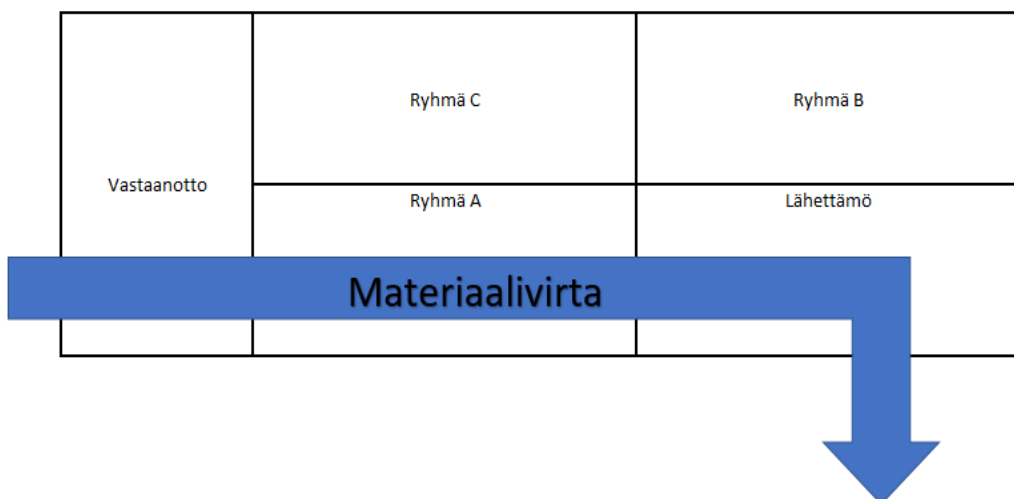 Ryhmä C
Ryhmä B
Vastaanotto
Ryhmä A
Lähettämö
Materiaalivirta